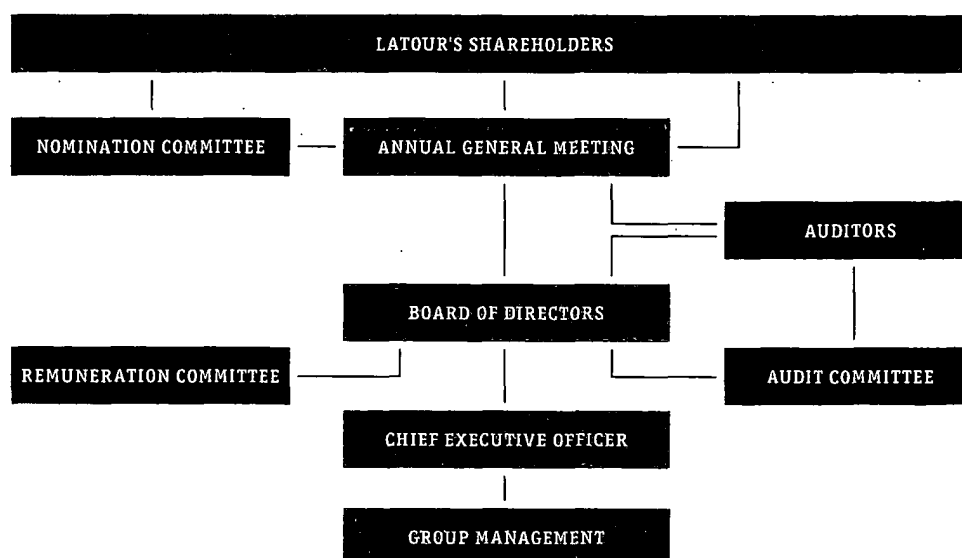 LATOUR'S SHAREHOLDERS
NOMINATION COMMITTEE
ANNUAL GENERAL MEETING
AUDITORS
BOARD OF DIRECTORS
REMUNERATION COMMITTEE
AUDIT COMMITTEE
CHIEF EXECUTIVE OFFICER
GROUP MANAGEMENT